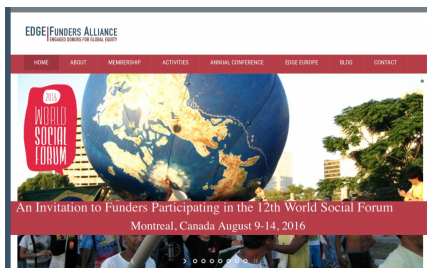 EDGE|FUNDERS ALLIANCE
ENGAGED DONORS FOR GLOBAL EQUITY
HOME ABOUT MEMBERSHIP ACTIVITIES ANNUAL CONFERENCE EDGE EUROPE BLOG CONTACT
2016
WORLD
SOCIAL
FORUM
An Invitation to Funders Participating in the 12th World Social Forum
Montreal, Canada August 9-14, 2016